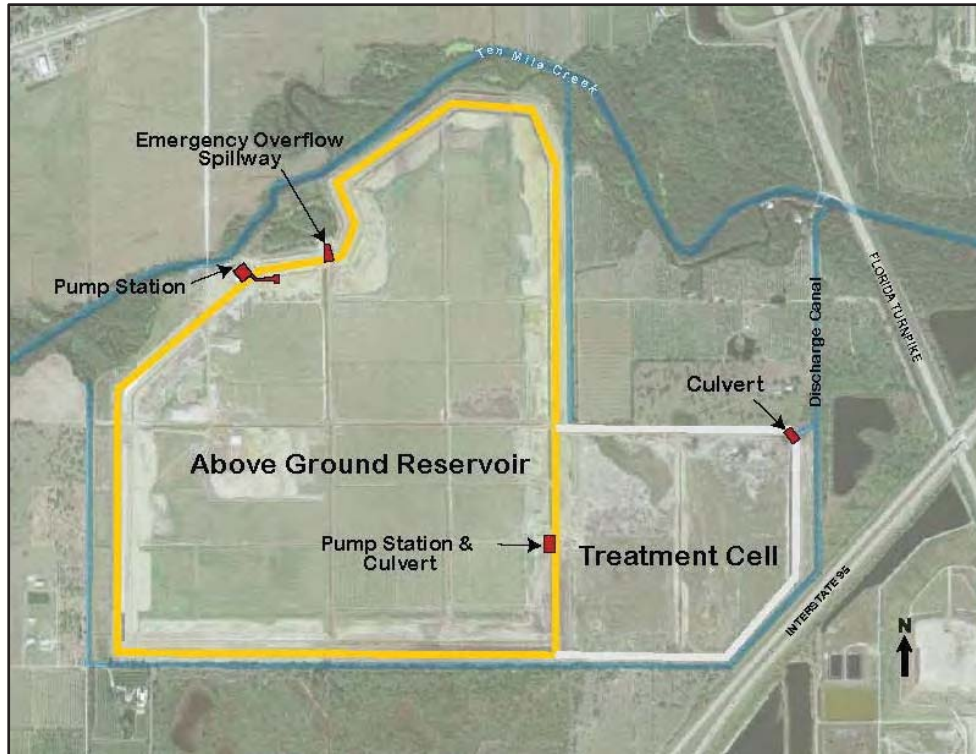 Ten Mile Creek
Emergency Overflow
Spillway
Pump Station
FLORIDA TURNPIKE
Discharge Canal
Culvert
Above Ground Reservoir
Pump Station &
Culvert
Treatment Cell
INTERSTATE 95
N